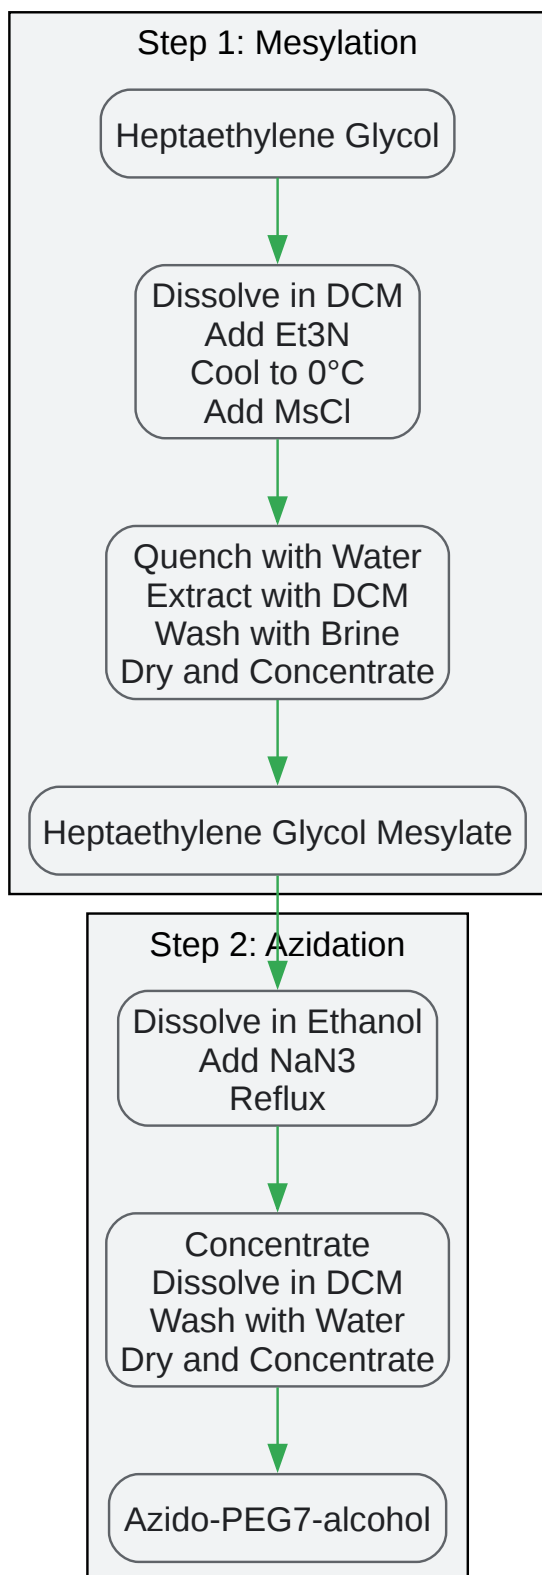 Step 1: Mesylation
Heptaethylene Glycol
Dissolve in DCM
Add Et3N
Cool to 0°C
Add MsCl
Quench with Water
Extract with DCM
Wash with Brine
Dry and Concentrate
Heptaethylene Glycol Mesylate
Step 2: Azidation
Dissolve in Ethanol
Add NaN3
Reflux
Concentrate
Dissolve in DCM
Wash with Water
Dry and Concentrate
Azido-PEG7-alcohol